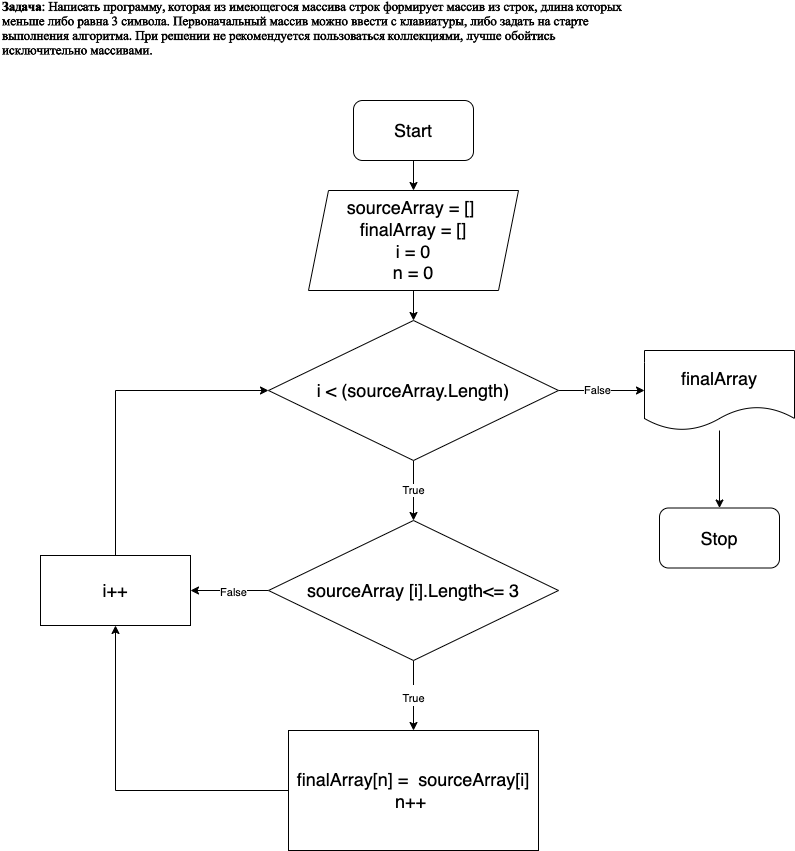 Задача: Написать программу, которая из имеющегося массива строк формирует массив из строк, длина которых
меньше либо равна 3 символа. Первоначальный массив можно ввести с клавиатуры, либо задать на старте
выполнения алгоритма. При решении не рекомендуется пользоваться коллекциями, лучше обойтись
исключительно массивами.
Start
sourceArray = []
finalArray = []
i = 0
n = 0
i < (sourceArray.Length)
False
finalArray
True
Stop
sourceArray [i].Length<= 3
False
i++
True
finalArray[n] = sourceArray[i]
n++